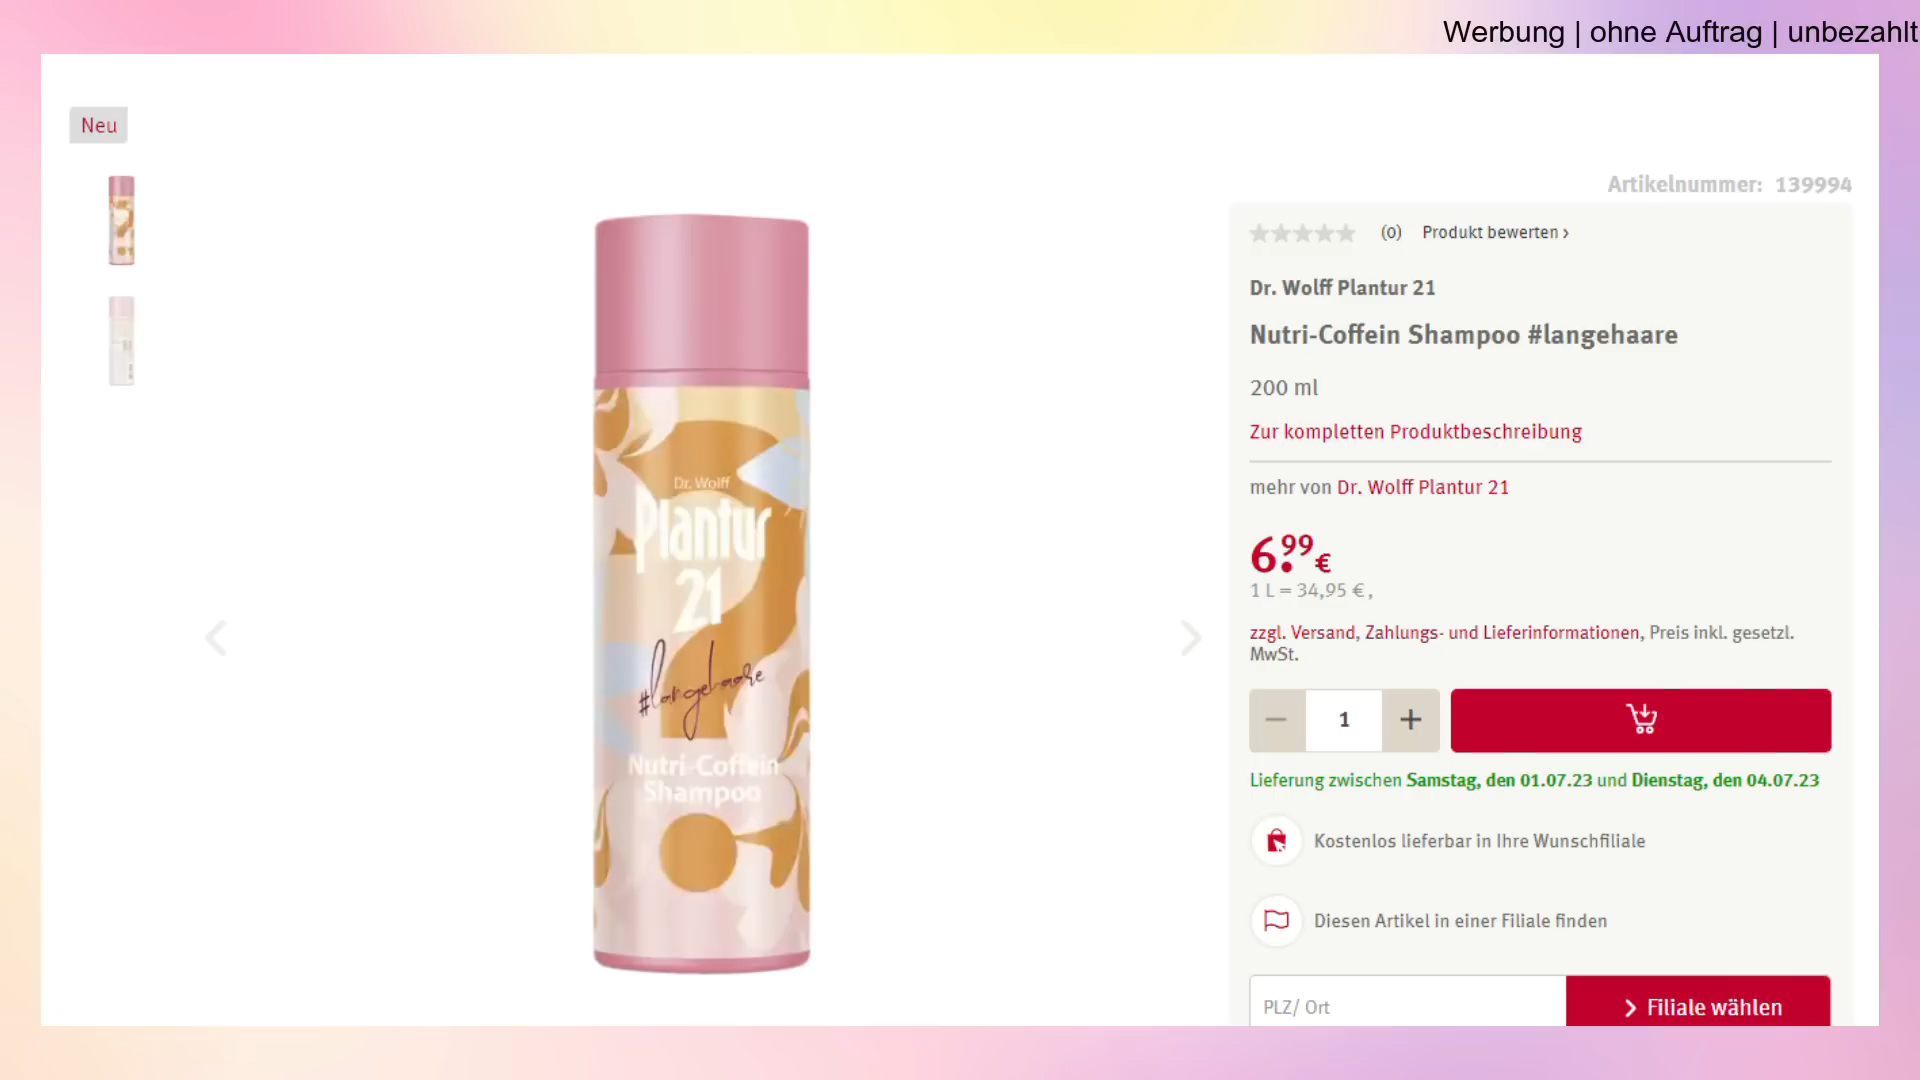 Werbung | ohne Auftrag | unbezahlt
Neu
Artikelnummer: 139994
(0) Produkt bewerten ›
Dr. Wolff Plantur 21
Nutri-Coffein Shampoo #langehaare
200 ml
Zur kompletten Produktbeschreibung
mehr von Dr. Wolff Plantur 21
6.99 €
1 L = 34,95 € ,
zzgl. Versand, Zahlungs- und Lieferinformationen, Preis inkl. gesetzl.
MwSt.
1
Lieferung zwischen Samstag, den 01.07.23 und Dienstag, den 04.07.23
Kostenlos lieferbar in Ihre Wunschfiliale
Diesen Artikel in einer Filiale finden
PLZ/ Ort
Filiale wählen
Dr. Wolff
Plantur
21
#langehaare
Nutri-Coffein
Shampoo